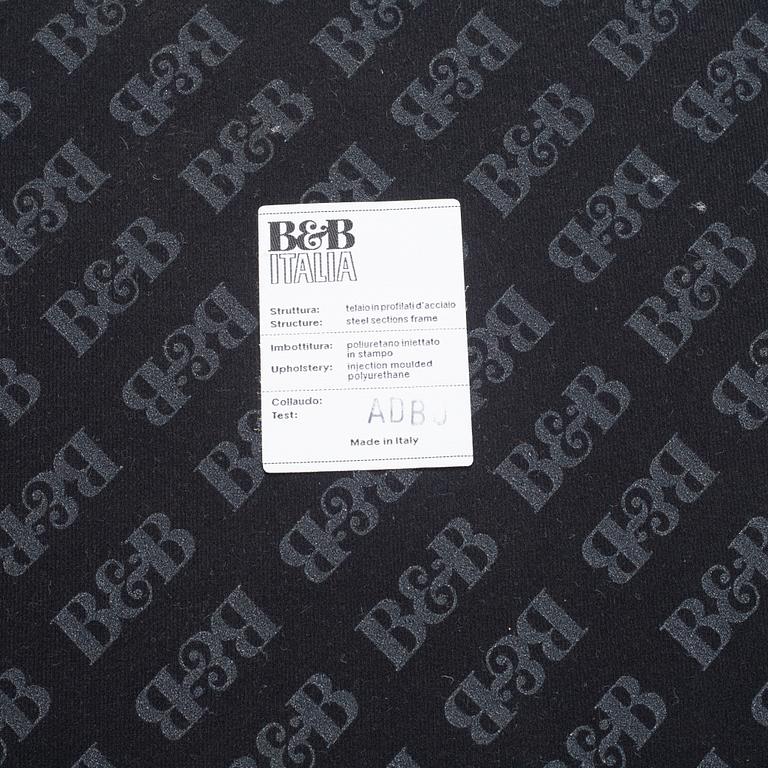 B&B
ITALIA
Struttura: telaio in profilati d'acciaio
Structure: steel sections frame
Imbottitura: poliuretano iniettato
in stampo
Upholstery: injection moulded
polyurethane
Collaudo:
Test: ADBJ
Made in Italy